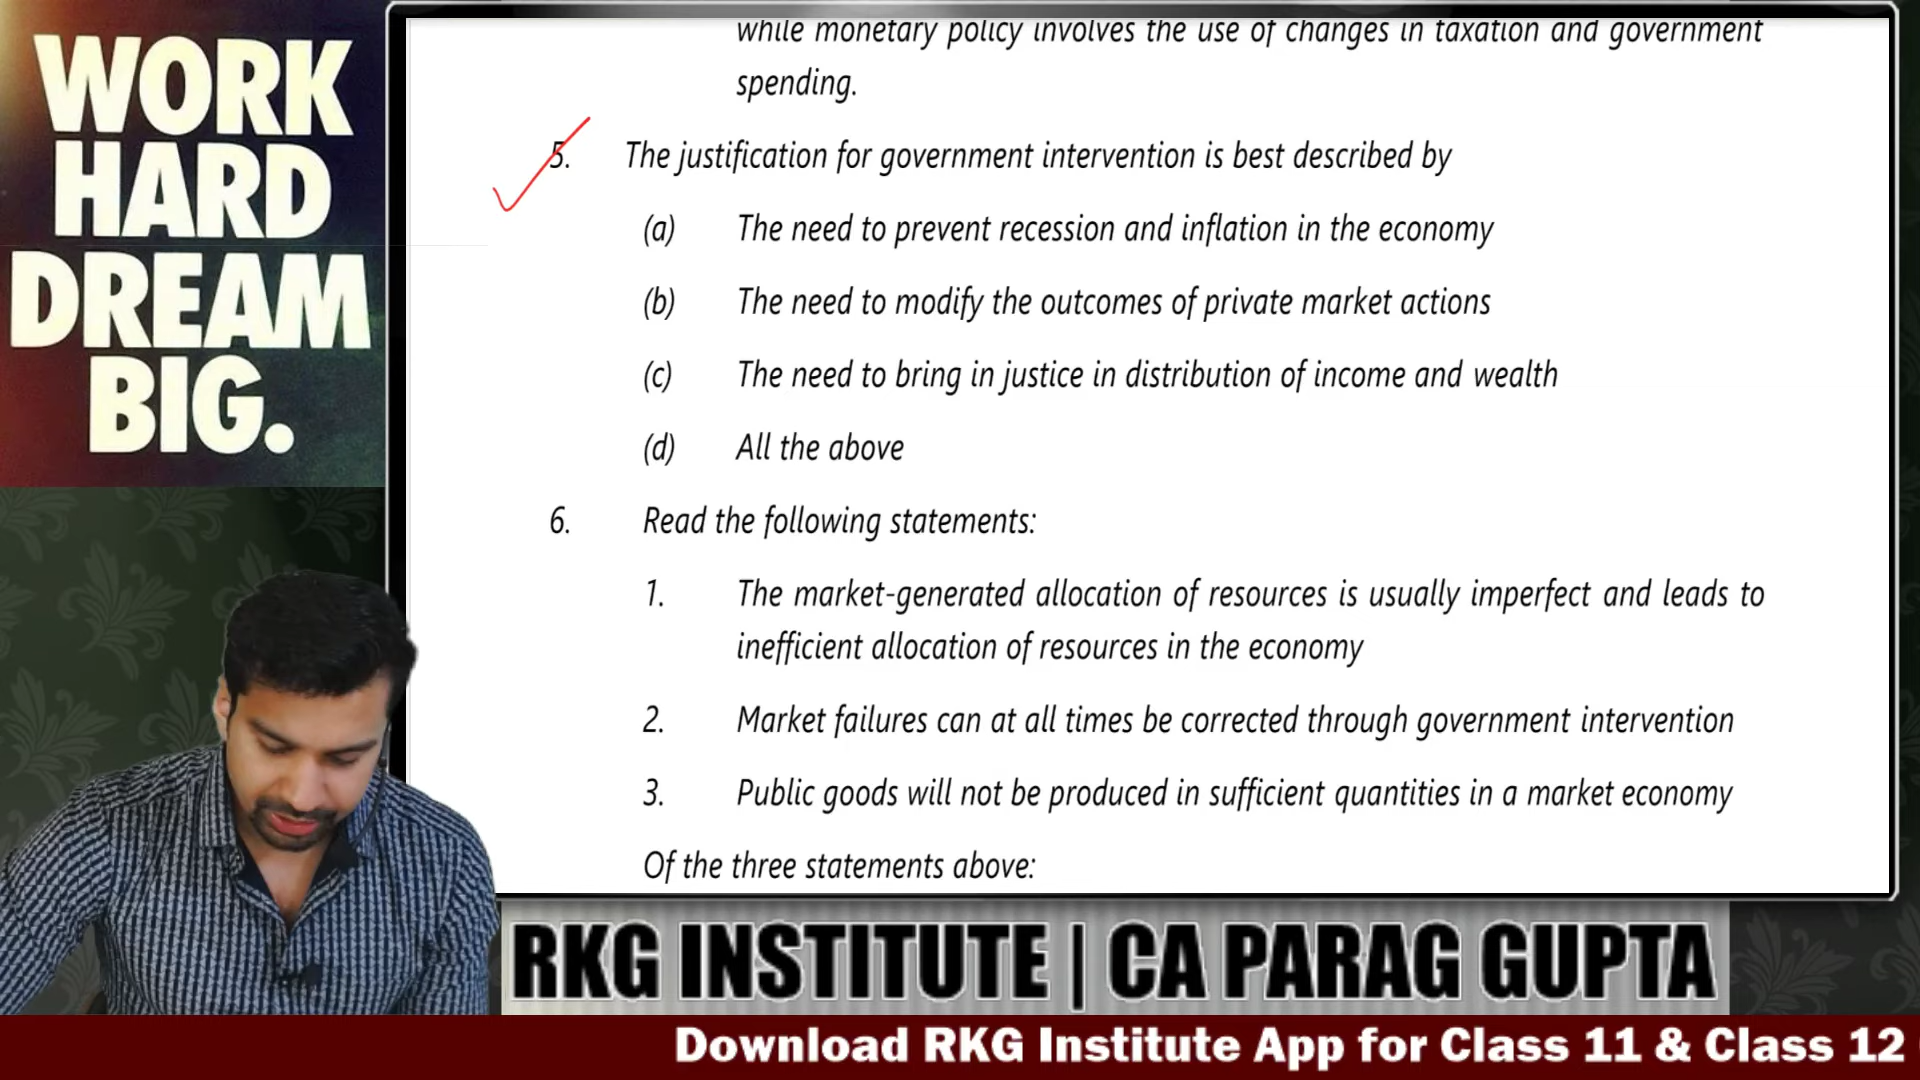 WORK
HARD
DREAM
BIG.
while monetary policy involves the use of changes in taxation and government
spending.
5. The justification for government intervention is best described by
(a) The need to prevent recession and inflation in the economy
(b) The need to modify the outcomes of private market actions
(c) The need to bring in justice in distribution of income and wealth
(d) All the above
6. Read the following statements:
1. The market-generated allocation of resources is usually imperfect and leads to
inefficient allocation of resources in the economy
2. Market failures can at all times be corrected through government intervention
3. Public goods will not be produced in sufficient quantities in a market economy
Of the three statements above:
RKG INSTITUTE | CA PARAG GUPTA
Download RKG Institute App for Class 11 & Class 12